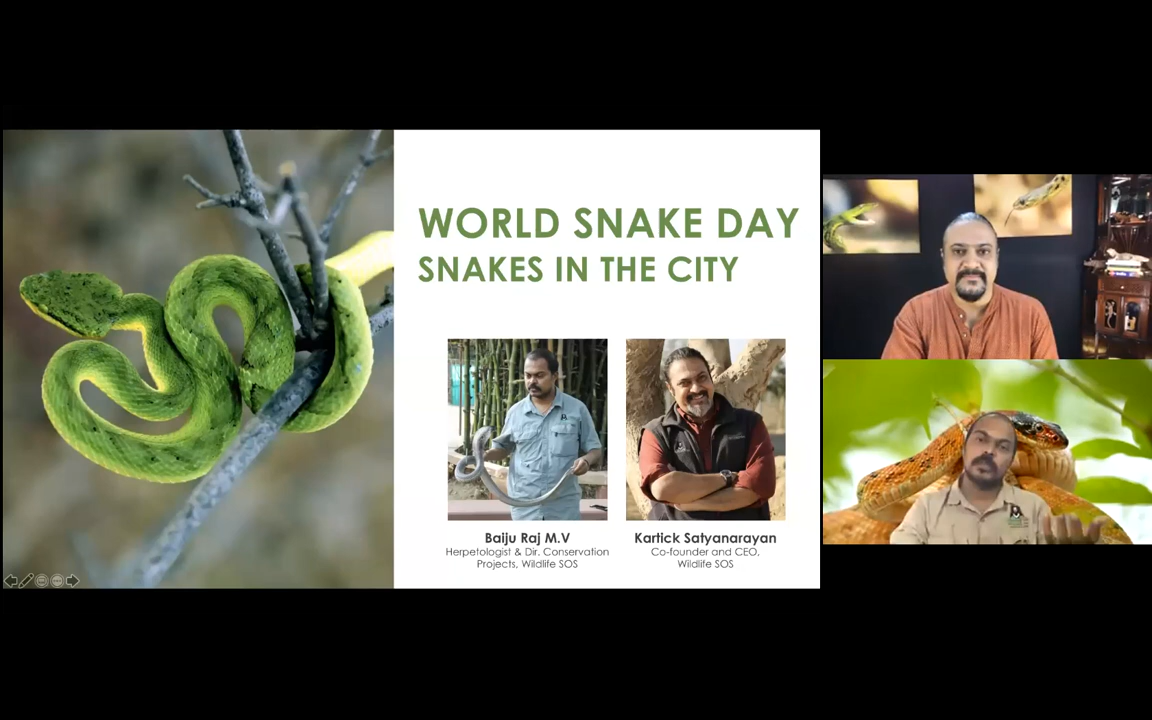 WORLD SNAKE DAY
SNAKES IN THE CITY
Baiju Raj M.V
Herpetologist & Dir. Conservation
Projects, Wildlife SOS
Kartick Satyanarayan
Co-founder and CEO,
Wildlife SOS